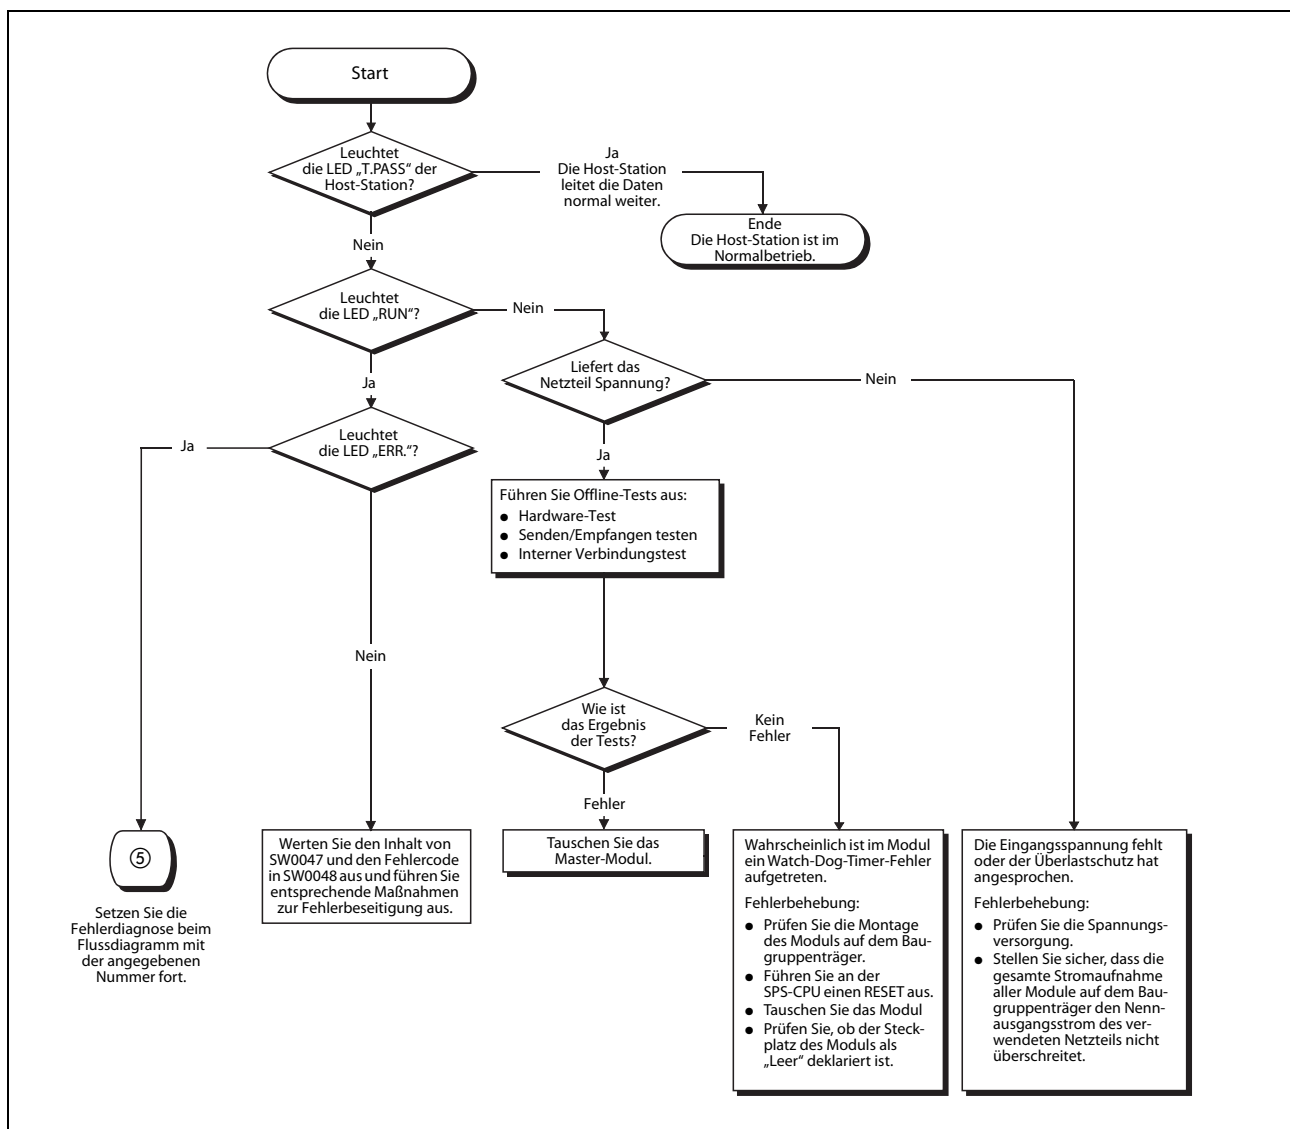 Start
Leuchtet
die LED „T.PASS“ der
Host-Station?
Ja
Die Host-Station
leitet die Daten
normal weiter.
Ende
Die Host-Station ist im
Normalbetrieb.
Nein
Leuchtet
die LED „RUN“?
Nein
Liefert das
Netzteil Spannung?
Nein
Ja
Leuchtet
die LED „ERR.“?
Ja
Ja
Führen Sie Offline-Tests aus:
● Hardware-Test
● Senden/Empfangen testen
● Interner Verbindungstest
Nein
Wie ist
das Ergebnis
der Tests?
Kein
Fehler
Fehler
⑤
Setzen Sie die
Fehlerdiagnose beim
Flussdiagramm mit
der angegebenen
Nummer fort.
Werten Sie den Inhalt von
SW0047 und den Fehlercode
in SW0048 aus und führen Sie
entsprechende Maßnahmen
zur Fehlerbeseitigung aus.
Tauschen Sie das
Master-Modul.
Wahrscheinlich ist im Modul
ein Watch-Dog-Timer-Fehler
aufgetreten.
Fehlerbehebung:
● Prüfen Sie die Montage
des Moduls auf dem Bau-
gruppenträger.
● Führen Sie an der
SPS-CPU einen RESET aus.
● Tauschen Sie das Modul
● Prüfen Sie, ob der Steck-
platz des Moduls als
„Leer“ deklariert ist.
Die Eingangsspannung fehlt
oder der Überlastschutz hat
angesprochen.
Fehlerbehebung:
● Prüfen Sie die Spannungs-
versorgung.
● Stellen Sie sicher, dass die
gesamte Stromaufnahme
aller Module auf dem Bau-
gruppenträger den Nenn-
ausgangsstrom des ver-
wendeten Netzteils nicht
überschreitet.